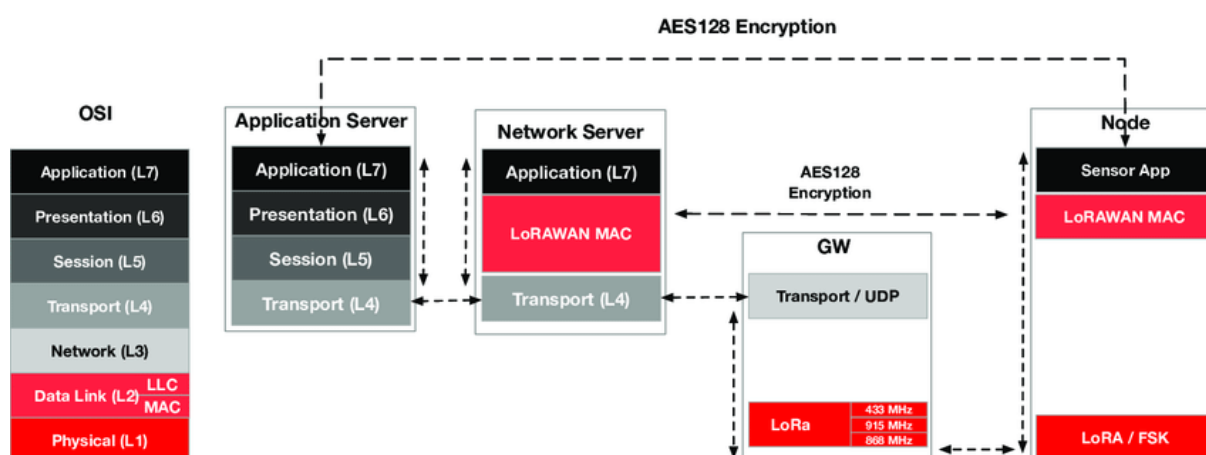 AES128 Encryption
OSI
Application (L7)
Presentation (L6)
Session (L5)
Transport (L4)
Network (L3)
Data Link (L2)
LLC
MAC
Physical (L1)
Application Server
Application (L7)
Presentation (L6)
Session (L5)
Transport (L4)
Network Server
Application (L7)
LoRAWAN MAC
Transport (L4)
AES128
Encryption
GW
Transport / UDP
LoRa
433 MHz
915 MHz
868 MHz
Node
Sensor App
LoRAWAN MAC
LoRA / FSK